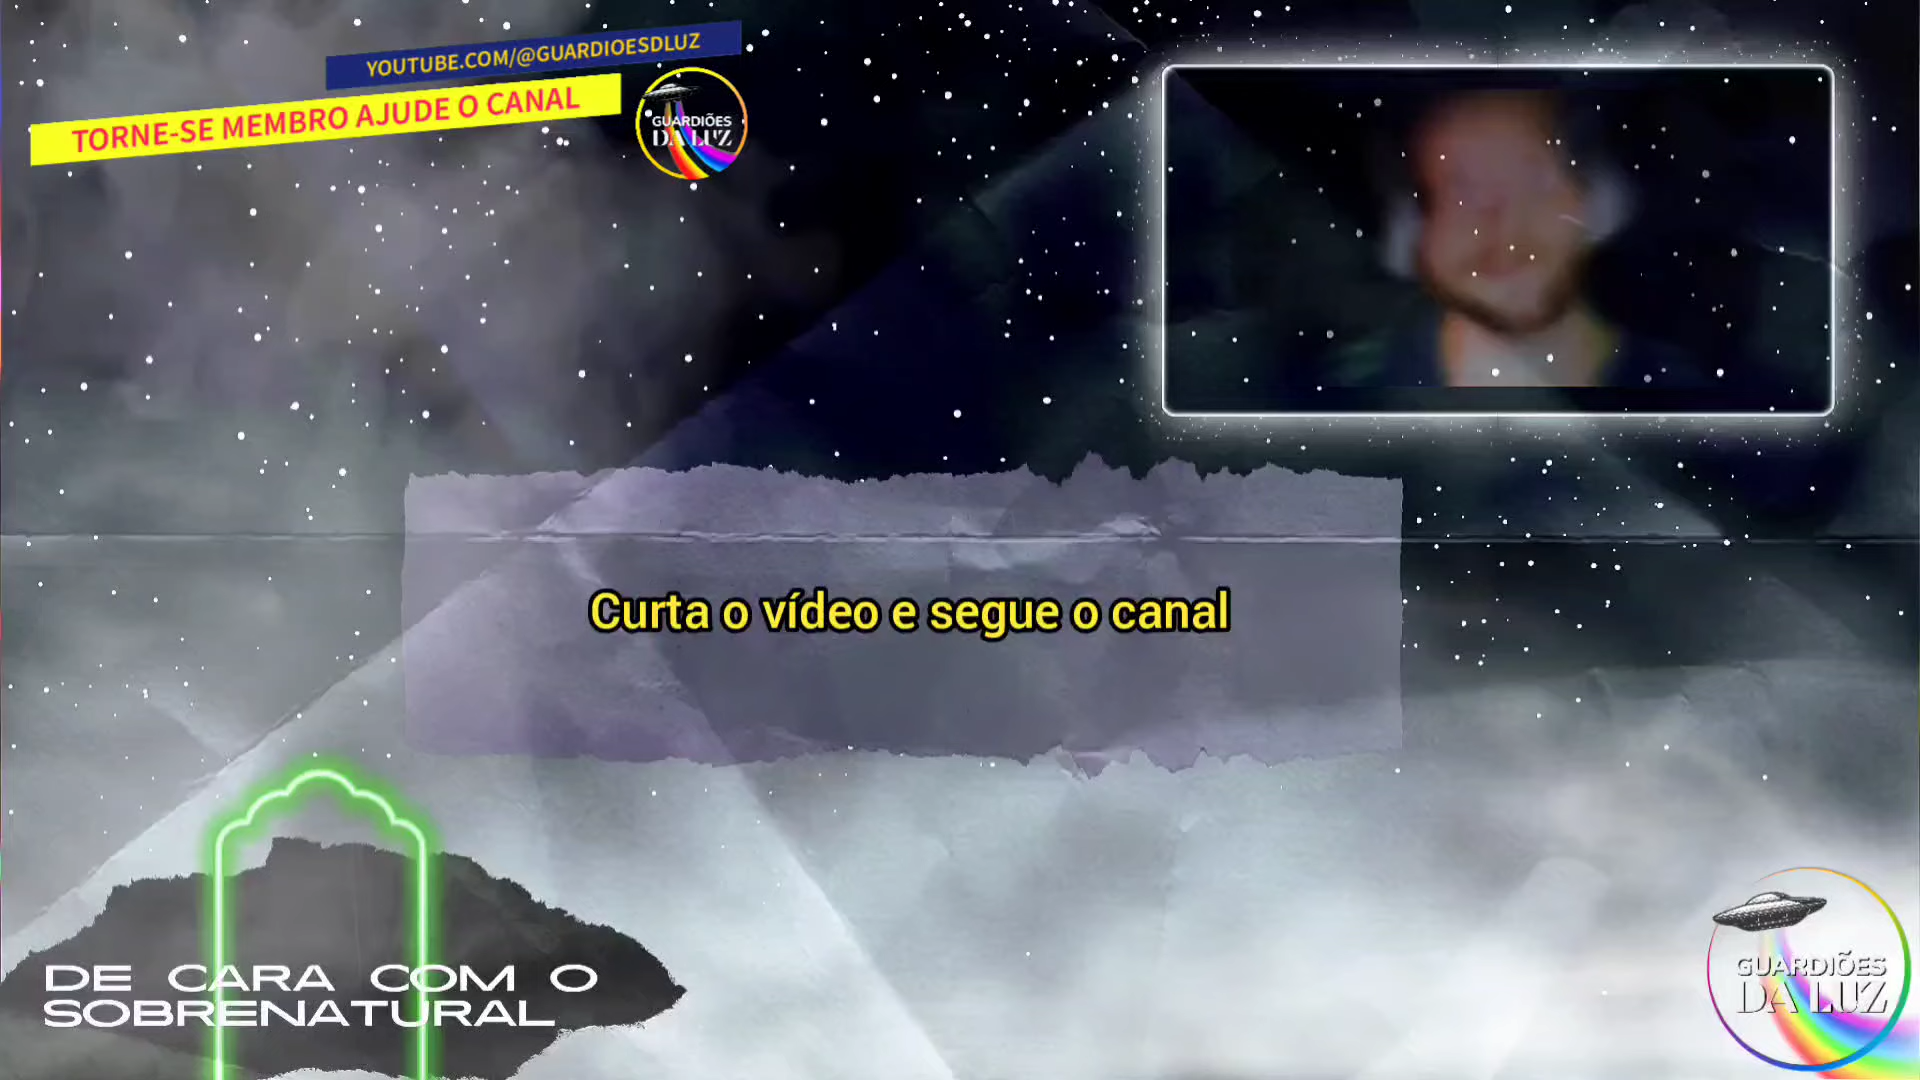 YOUTUBE.COM/@GUARDIOESDLUZ
TORNE-SE MEMBRO AJUDE O CANAL
GUARDIÕES
DA LUZ
Curta o vídeo e segue o canal
DE CARA COM O
SOBRENATURAL
GUARDIÕES
DA LUZ